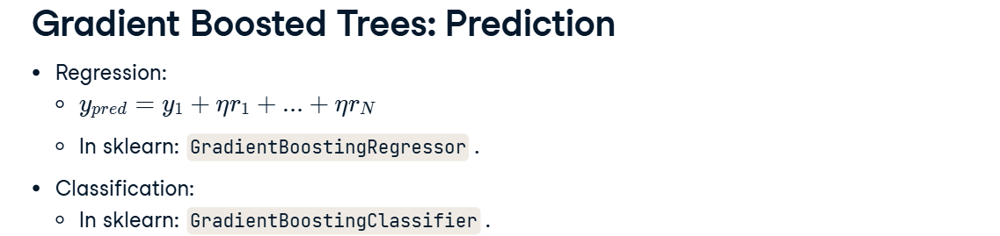 Gradient Boosted Trees: Prediction
• Regression:
○ $y_{pred} = y_1 + \eta r_1 + ... + \eta r_N$
○ In sklearn: GradientBoostingRegressor .
• Classification:
○ In sklearn: GradientBoostingClassifier .